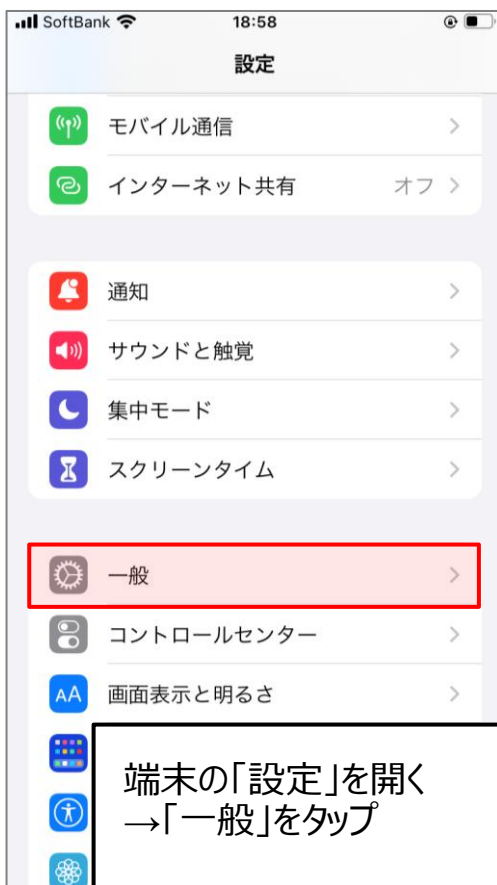 SoftBank 18:58
設定
モバイル通信
インターネット共有 オフ
通知
サウンドと触覚
集中モード
スクリーンタイム
一般
コントロールセンター
AA 画面表示と明るさ
端末の「設定」を開く
→「一般」をタップ